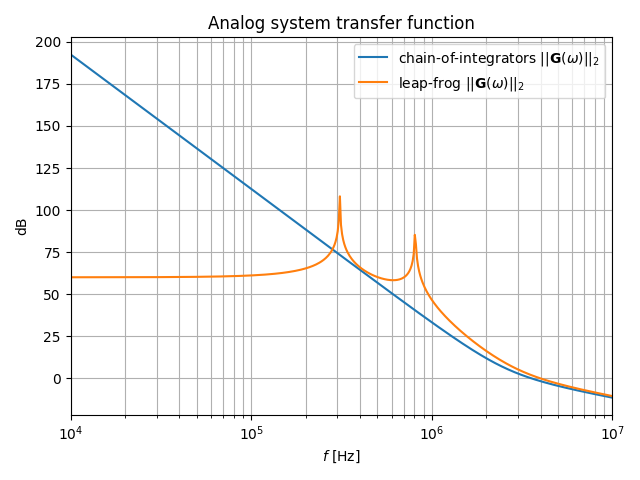 Analog system transfer function
chain-of-integrators ||G(ω)||₂
leap-frog ||G(ω)||₂
dB
200
175
150
125
100
75
50
25
0
10⁴ 10⁵ 10⁶ 10⁷
f [Hz]